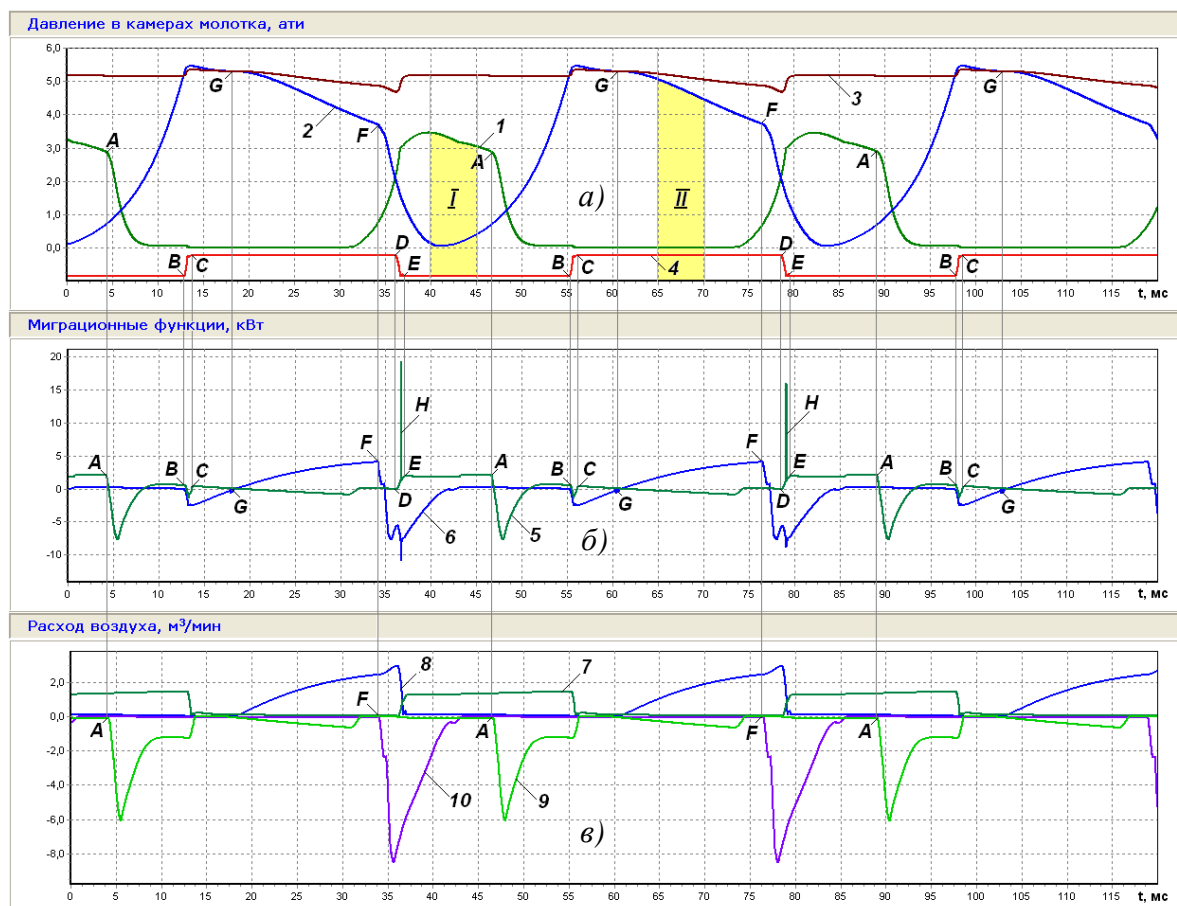 Давление в камерах молотка, ати
6,0
5,0
4,0
3,0
2,0
1,0
0,0
A G 2 F 1 A I а) G II F 3 A G
B C D E B C 4 D E B C
0 5 10 15 20 25 30 35 40 45 50 55 60 65 70 75 80 85 90 95 100 105 110 115 t, мс
Миграционные функции, кВт
20
15
10
5
0
-5
-10
A B C G F H D E 6 A 5 B C б) G F H D E A B C G
0 5 10 15 20 25 30 35 40 45 50 55 60 65 70 75 80 85 90 95 100 105 110 115 t, мс
Расход воздуха, м³/мин
2,0
0,0
-2,0
-4,0
-6,0
-8,0
A F 8 10 A 9 7 в) F A
0 5 10 15 20 25 30 35 40 45 50 55 60 65 70 75 80 85 90 95 100 105 110 115 t, мс